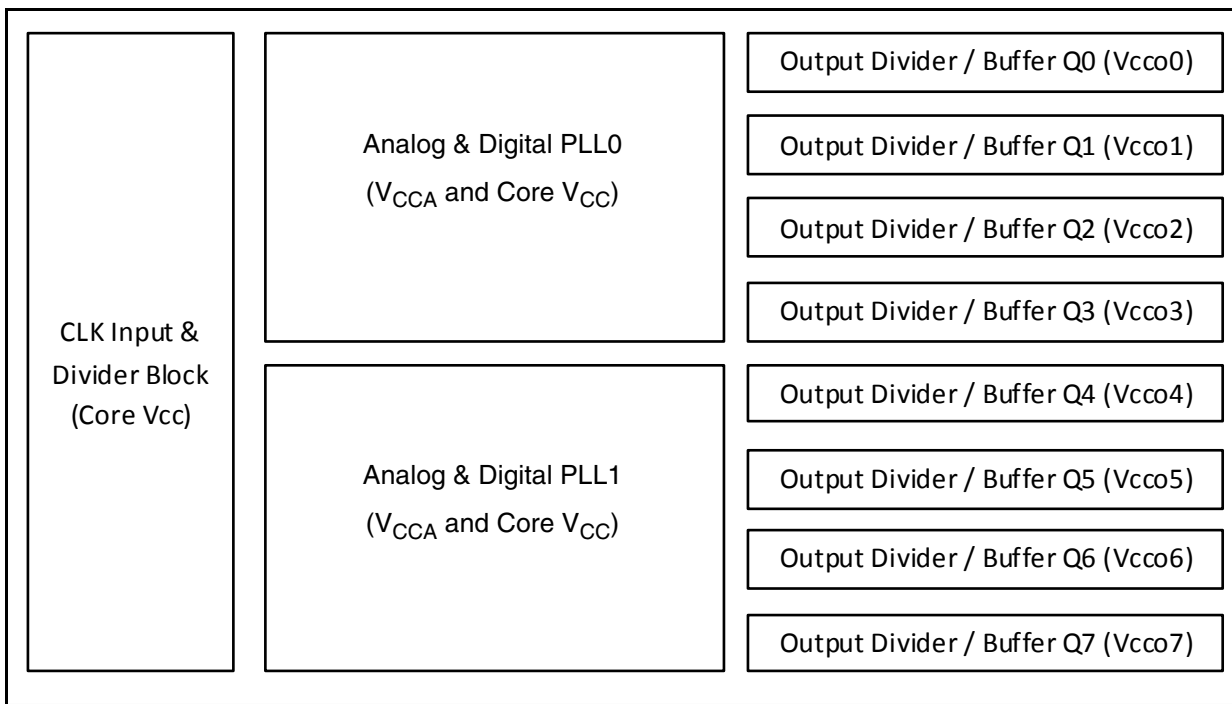 CLK Input &
Divider Block
(Core Vcc)
Analog & Digital PLL0
(VCCA and Core VCC)
Analog & Digital PLL1
(VCCA and Core VCC)
Output Divider / Buffer Q0 (Vcco0)
Output Divider / Buffer Q1 (Vcco1)
Output Divider / Buffer Q2 (Vcco2)
Output Divider / Buffer Q3 (Vcco3)
Output Divider / Buffer Q4 (Vcco4)
Output Divider / Buffer Q5 (Vcco5)
Output Divider / Buffer Q6 (Vcco6)
Output Divider / Buffer Q7 (Vcco7)